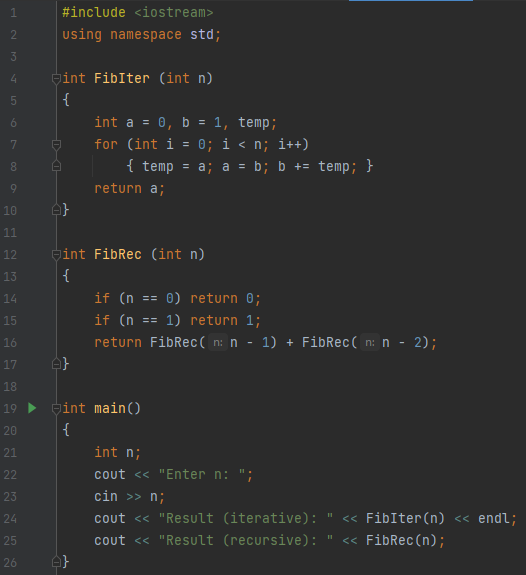 1 #include <iostream>
2 using namespace std;
3
4 int FibIter (int n)
5 {
6     int a = 0, b = 1, temp;
7     for (int i = 0; i < n; i++)
8         { temp = a; a = b; b += temp; }
9     return a;
10 }
11
12 int FibRec (int n)
13 {
14     if (n == 0) return 0;
15     if (n == 1) return 1;
16     return FibRec( n: n - 1) + FibRec( n: n - 2);
17 }
18
19 int main()
20 {
21     int n;
22     cout << "Enter n: ";
23     cin >> n;
24     cout << "Result (iterative): " << FibIter(n) << endl;
25     cout << "Result (recursive): " << FibRec(n);
26 }